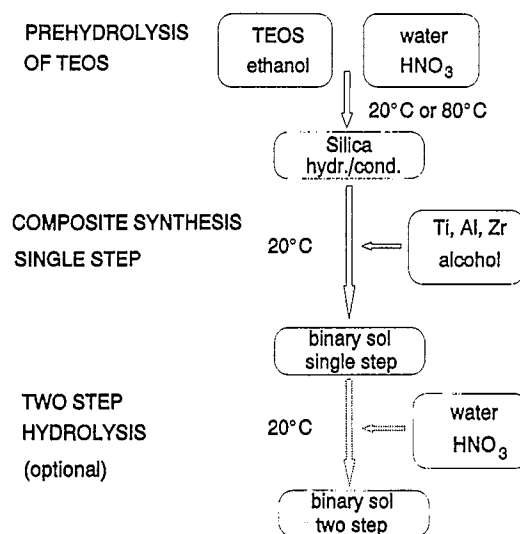 PREHYDROLYSIS
OF TEOS
TEOS
ethanol
water
HNO3
20°C or 80°C
Silica
hydr./cond.
COMPOSITE SYNTHESIS
SINGLE STEP
20°C
Ti, Al, Zr
alcohol
binary sol
single step
TWO STEP
HYDROLYSIS
(optional)
20°C
water
HNO3
binary sol
two step